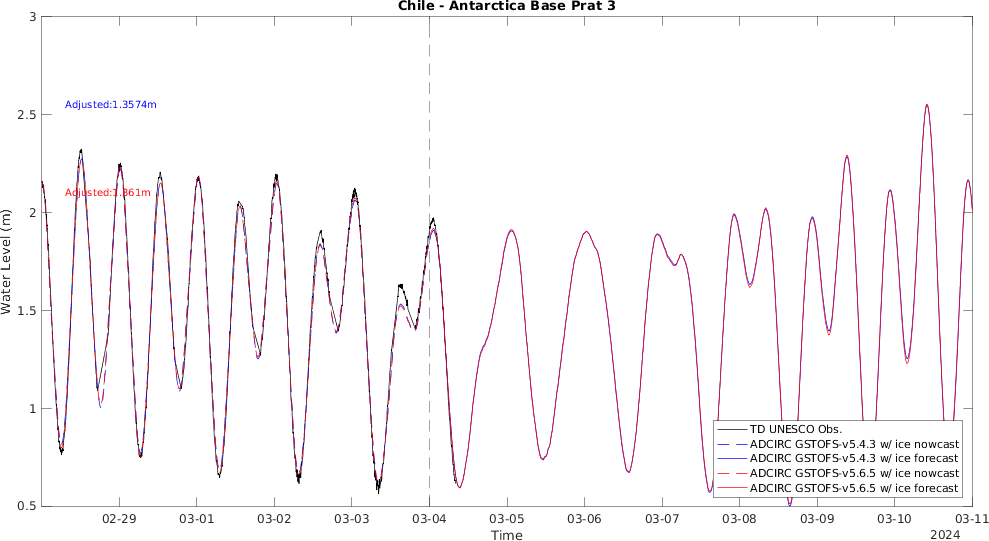 Chile - Antarctica Base Prat 3
3
2.5
2
1.5
1
0.5
Water Level (m)
Adjusted:1.3574m
Adjusted:1.361m
TD UNESCO Obs.
ADCIRC GSTOFS-v5.4.3 w/ ice nowcast
ADCIRC GSTOFS-v5.4.3 w/ ice forecast
ADCIRC GSTOFS-v5.6.5 w/ ice nowcast
ADCIRC GSTOFS-v5.6.5 w/ ice forecast
02-29 03-01 03-02 03-03 03-04 03-05 03-06 03-07 03-08 03-09 03-10 03-11
Time
2024